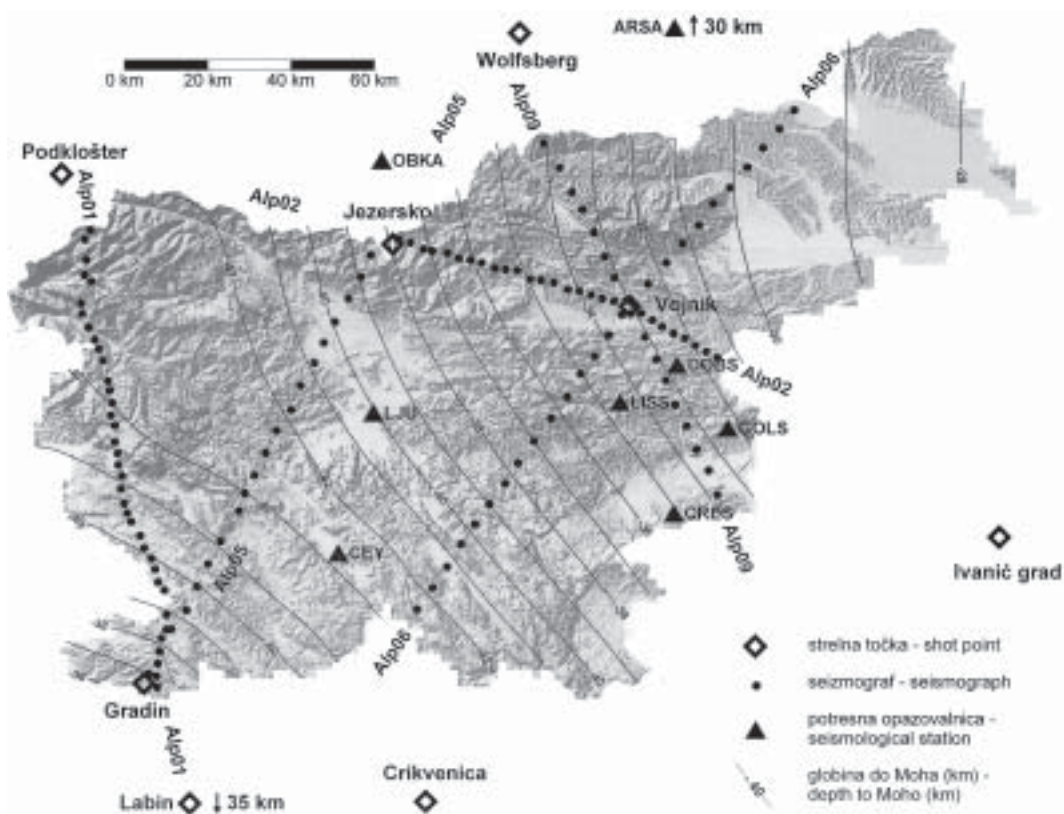 ARSA ↑ 30 km
0 km 20 km 40 km 60 km
Wolfsberg
Alp06
Alp05
Alp09
Podklošter
OBKA
Alp01
Alp02
Jezersko
Vojnik
COBS
Alp02
LJU
LISS
GOLS
CRES
CEY
Alp05
Alp09
Ivanić grad
Alp06
Gradin
Alp01
Crikvenica
Labin ↓ 35 km
strelna točka - shot point
seizmograf - seismograph
potresna opazovalnica -
seismological station
40
globina do Moha (km) -
depth to Moho (km)